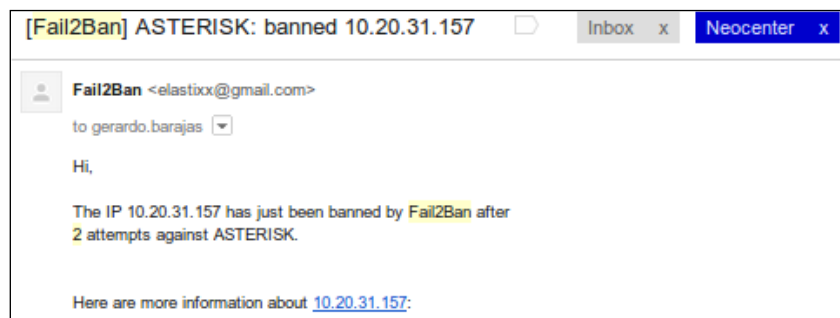 [Fail2Ban] ASTERISK: banned 10.20.31.157
Inbox x
Neocenter x
Fail2Ban <elastixx@gmail.com>
to gerardo.barajas
Hi,
The IP 10.20.31.157 has just been banned by Fail2Ban after
2 attempts against ASTERISK.
Here are more information about 10.20.31.157: